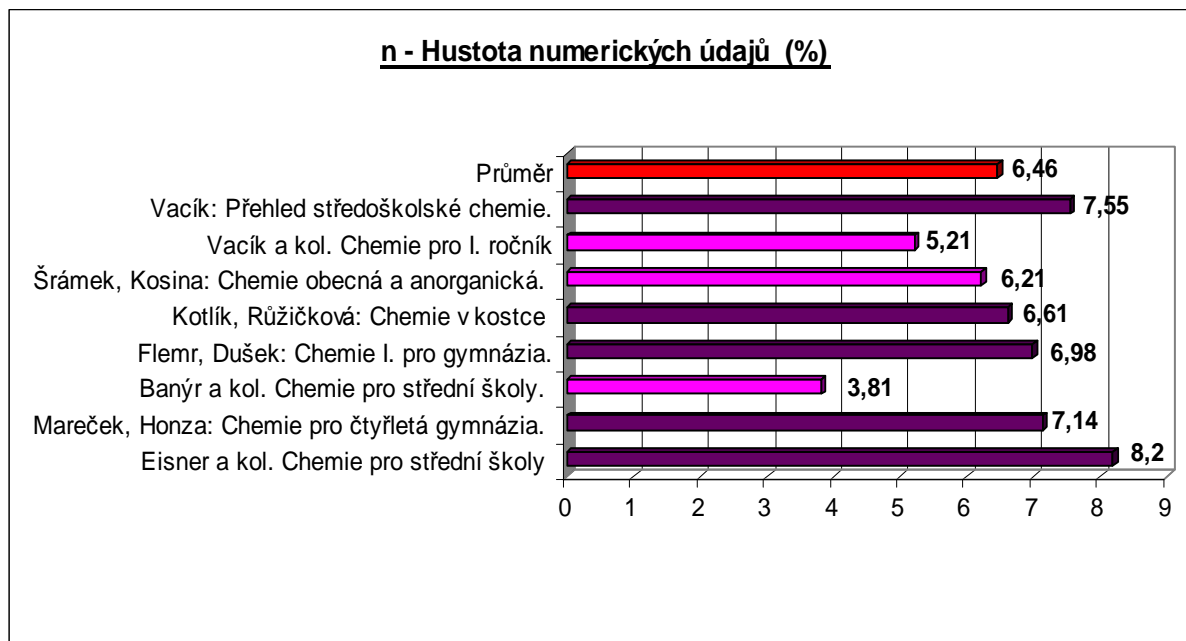 n - Hustota numerických údajů (%)
Průměr
6,46
Vacík: Přehled středoškolské chemie.
7,55
Vacík a kol. Chemie pro I. ročník
5,21
Šrámek, Kosina: Chemie obecná a anorganická.
6,21
Kotlík, Růžičková: Chemie v kostce
6,61
Flemr, Dušek: Chemie I. pro gymnázia.
6,98
Banýr a kol. Chemie pro střední školy.
3,81
Mareček, Honza: Chemie pro čtyřletá gymnázia.
7,14
Eisner a kol. Chemie pro střední školy
8,2
0 1 2 3 4 5 6 7 8 9